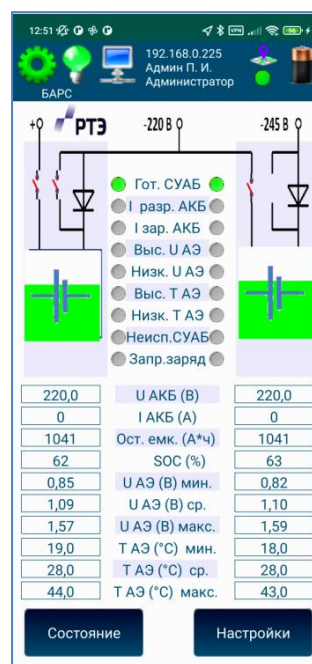 12:51
VPN
96
192.168.0.225
Админ П. И.
Администратор
БАРС
+0 РТЭ -220 В -245 В
Гот. СУАБ
I разр. АКБ
I зар. АКБ
Выс. U АЭ
Низк. U АЭ
Выс. Т АЭ
Низк. Т АЭ
Неисп.СУАБ
Запр.заряд
220,0 U АКБ (В) 220,0
0 I АКБ (А) 0
1041 Ост. емк. (А*ч) 1041
62 SOC (%) 63
0,85 U АЭ (В) мин. 0,82
1,09 U АЭ (В) ср. 1,10
1,57 U АЭ (В) макс. 1,59
19,0 Т АЭ (°C) мин. 18,0
28,0 Т АЭ (°C) ср. 28,0
44,0 Т АЭ (°C) макс. 43,0
Состояние Настройки